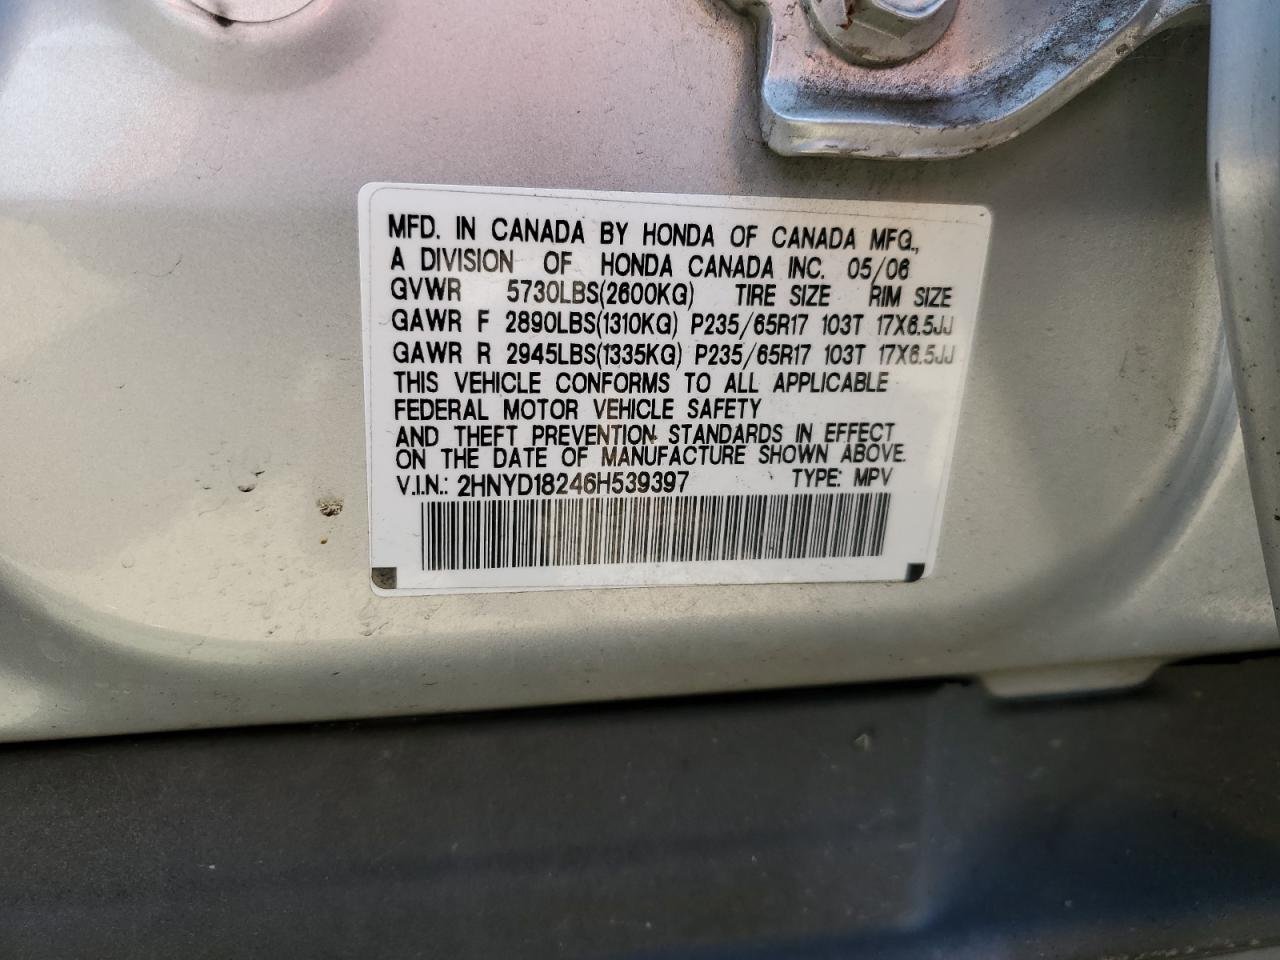 MFD. IN CANADA BY HONDA OF CANADA MFG.,
A DIVISION OF HONDA CANADA INC. 05/06
GVWR 5730LBS(2600KG) TIRE SIZE RIM SIZE
GAWR F 2890LBS(1310KG) P235/65R17 103T 17X6.5JJ
GAWR R 2945LBS(1335KG) P235/65R17 103T 17X6.5JJ
THIS VEHICLE CONFORMS TO ALL APPLICABLE
FEDERAL MOTOR VEHICLE SAFETY
AND THEFT PREVENTION STANDARDS IN EFFECT
ON THE DATE OF MANUFACTURE SHOWN ABOVE.
V.I.N.: 2HNYD18246H539397 TYPE: MPV